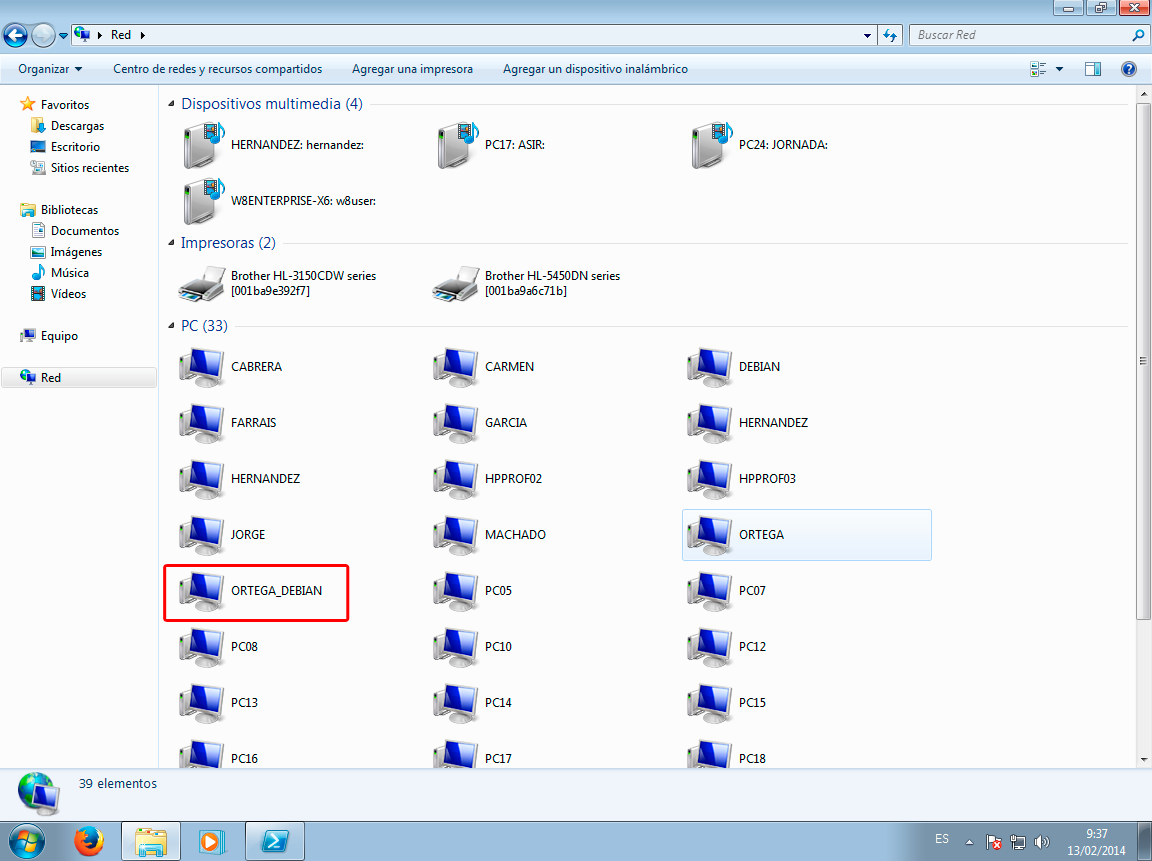 Red
Buscar Red
Organizar
Centro de redes y recursos compartidos
Agregar una impresora
Agregar un dispositivo inalámbrico
Favoritos
Descargas
Escritorio
Sitios recientes
Bibliotecas
Documentos
Imágenes
Música
Vídeos
Equipo
Red
Dispositivos multimedia (4)
HERNANDEZ: hernandez:
PC17: ASIR:
PC24: JORNADA:
W8ENTERPRISE-X6: w8user:
Impresoras (2)
Brother HL-3150CDW series
[001ba9e392f7]
Brother HL-5450DN series
[001ba9a6c71b]
PC (33)
CABRERA
CARMEN
DEBIAN
FARRAIS
GARCIA
HERNANDEZ
HERNANDEZ
HPPROF02
HPPROF03
JORGE
MACHADO
ORTEGA
ORTEGA_DEBIAN
PC05
PC07
PC08
PC10
PC12
PC13
PC14
PC15
PC16
PC17
PC18
39 elementos
ES
9:37
13/02/2014